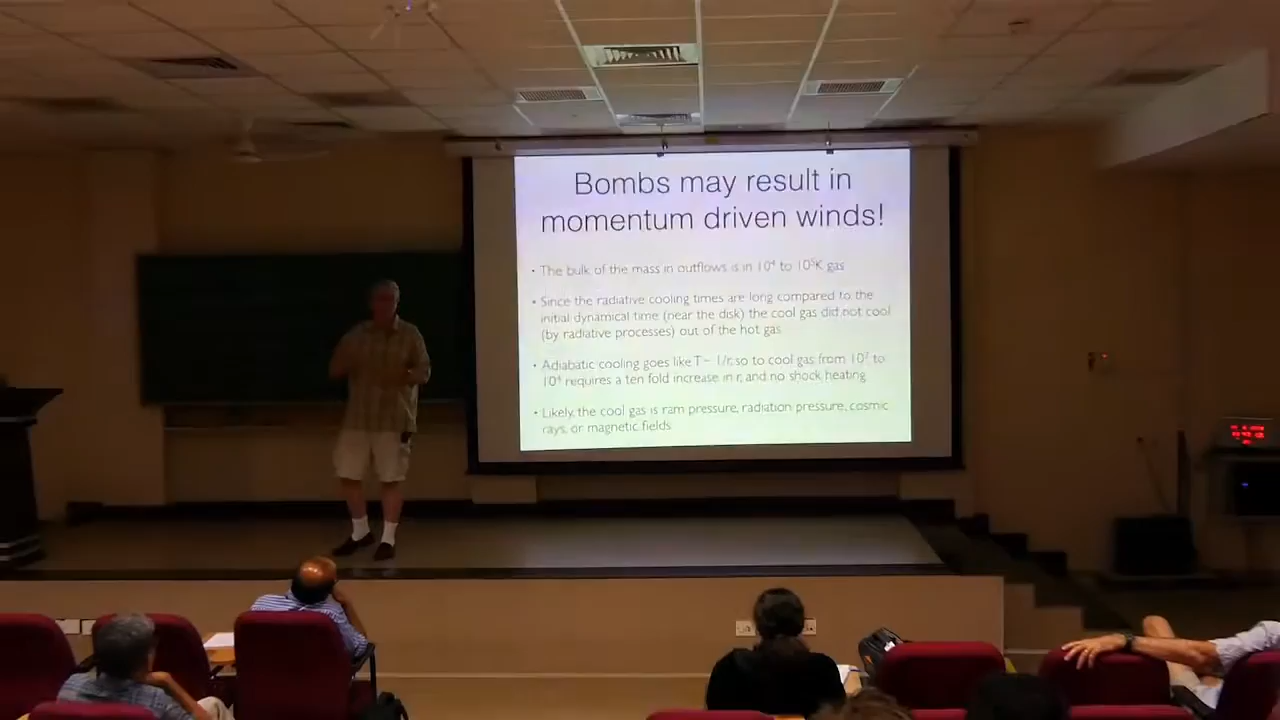 Bombs may result in
momentum driven winds!
• The bulk of the mass in outflows is in 10⁴ to 10⁵K gas
• Since the radiative cooling times are long compared to the
initial dynamical time (near the disk) the cool gas did not cool
(by radiative processes) out of the hot gas
• Adiabatic cooling goes like T~ 1/r, so to cool gas from 10⁷ to
10⁶ requires a ten fold increase in r, and no shock heating
• Likely, the cool gas is ram pressure, radiation pressure, cosmic
rays, or magnetic fields